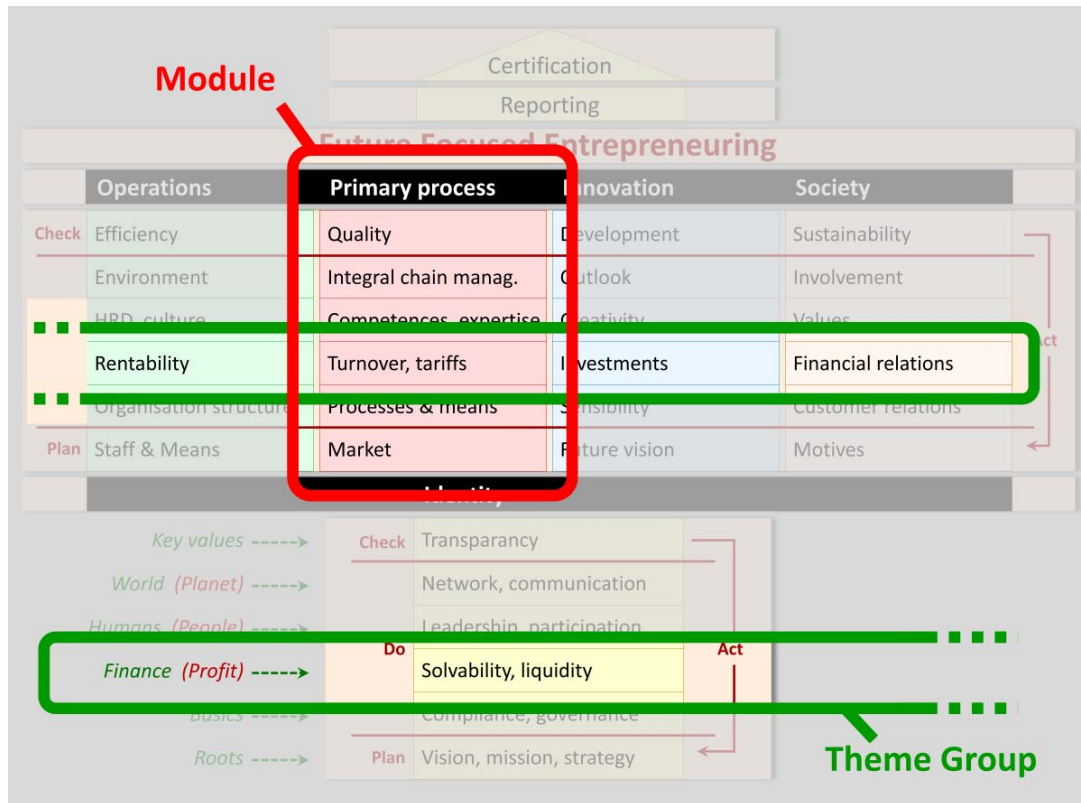 Certification
Module
Reporting
Future Focused Entrepreneuring
Operations Primary process Innovation Society
Check Efficiency Quality Development Sustainability
Environment Integral chain manag. Outlook Involvement
HRD, culture Competences, expertise Creativity Values
Act
Rentability Turnover, tariffs Investments Financial relations
Organisation structure Processes & means Sensibility Customer relations
Plan Staff & Means Market Future vision Motives
Identity
Key values Check Transparancy
World (Planet) Network, communication
Humans (People) Leadership, participation
Do Act
Finance (Profit) Solvability, liquidity
Basics Compliance, governance
Roots Plan Vision, mission, strategy
Theme Group